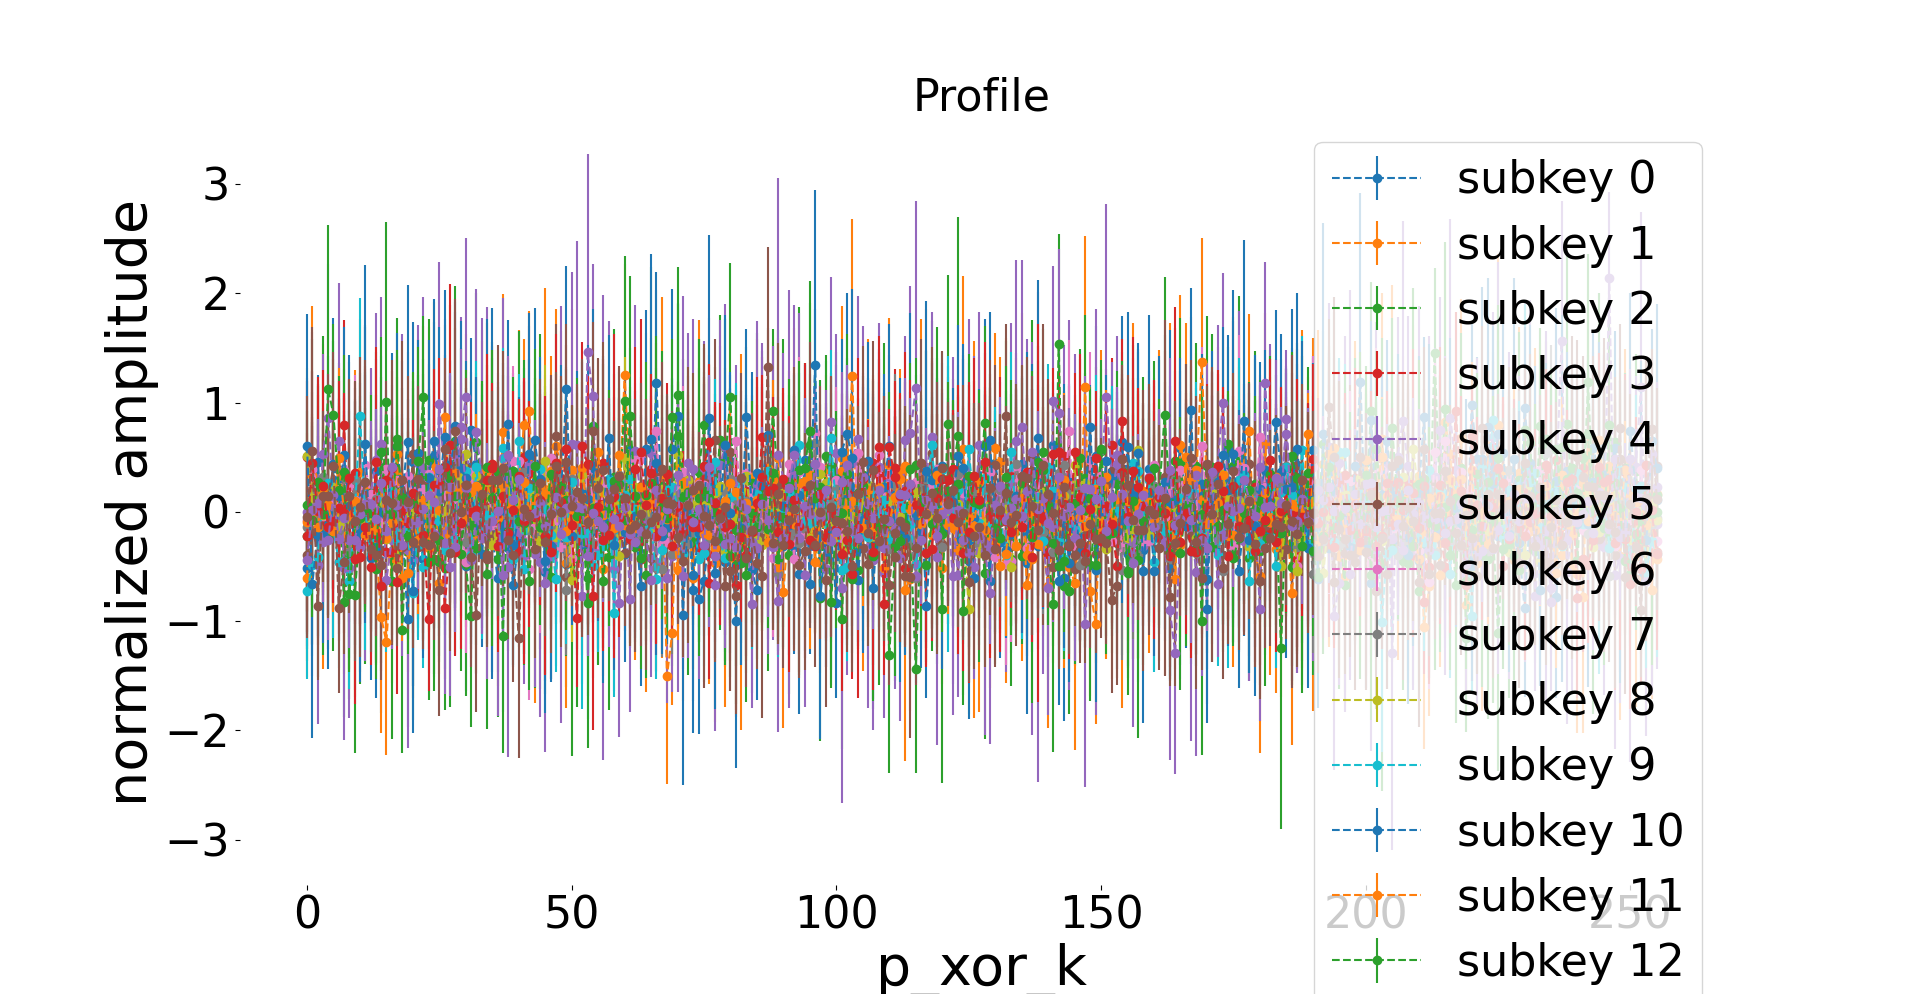 Profile
normalized amplitude
3
2
1
0
−1
−2
−3
0 50 100 150 200 250
p_xor_k
subkey 0
subkey 1
subkey 2
subkey 3
subkey 4
subkey 5
subkey 6
subkey 7
subkey 8
subkey 9
subkey 10
subkey 11
subkey 12